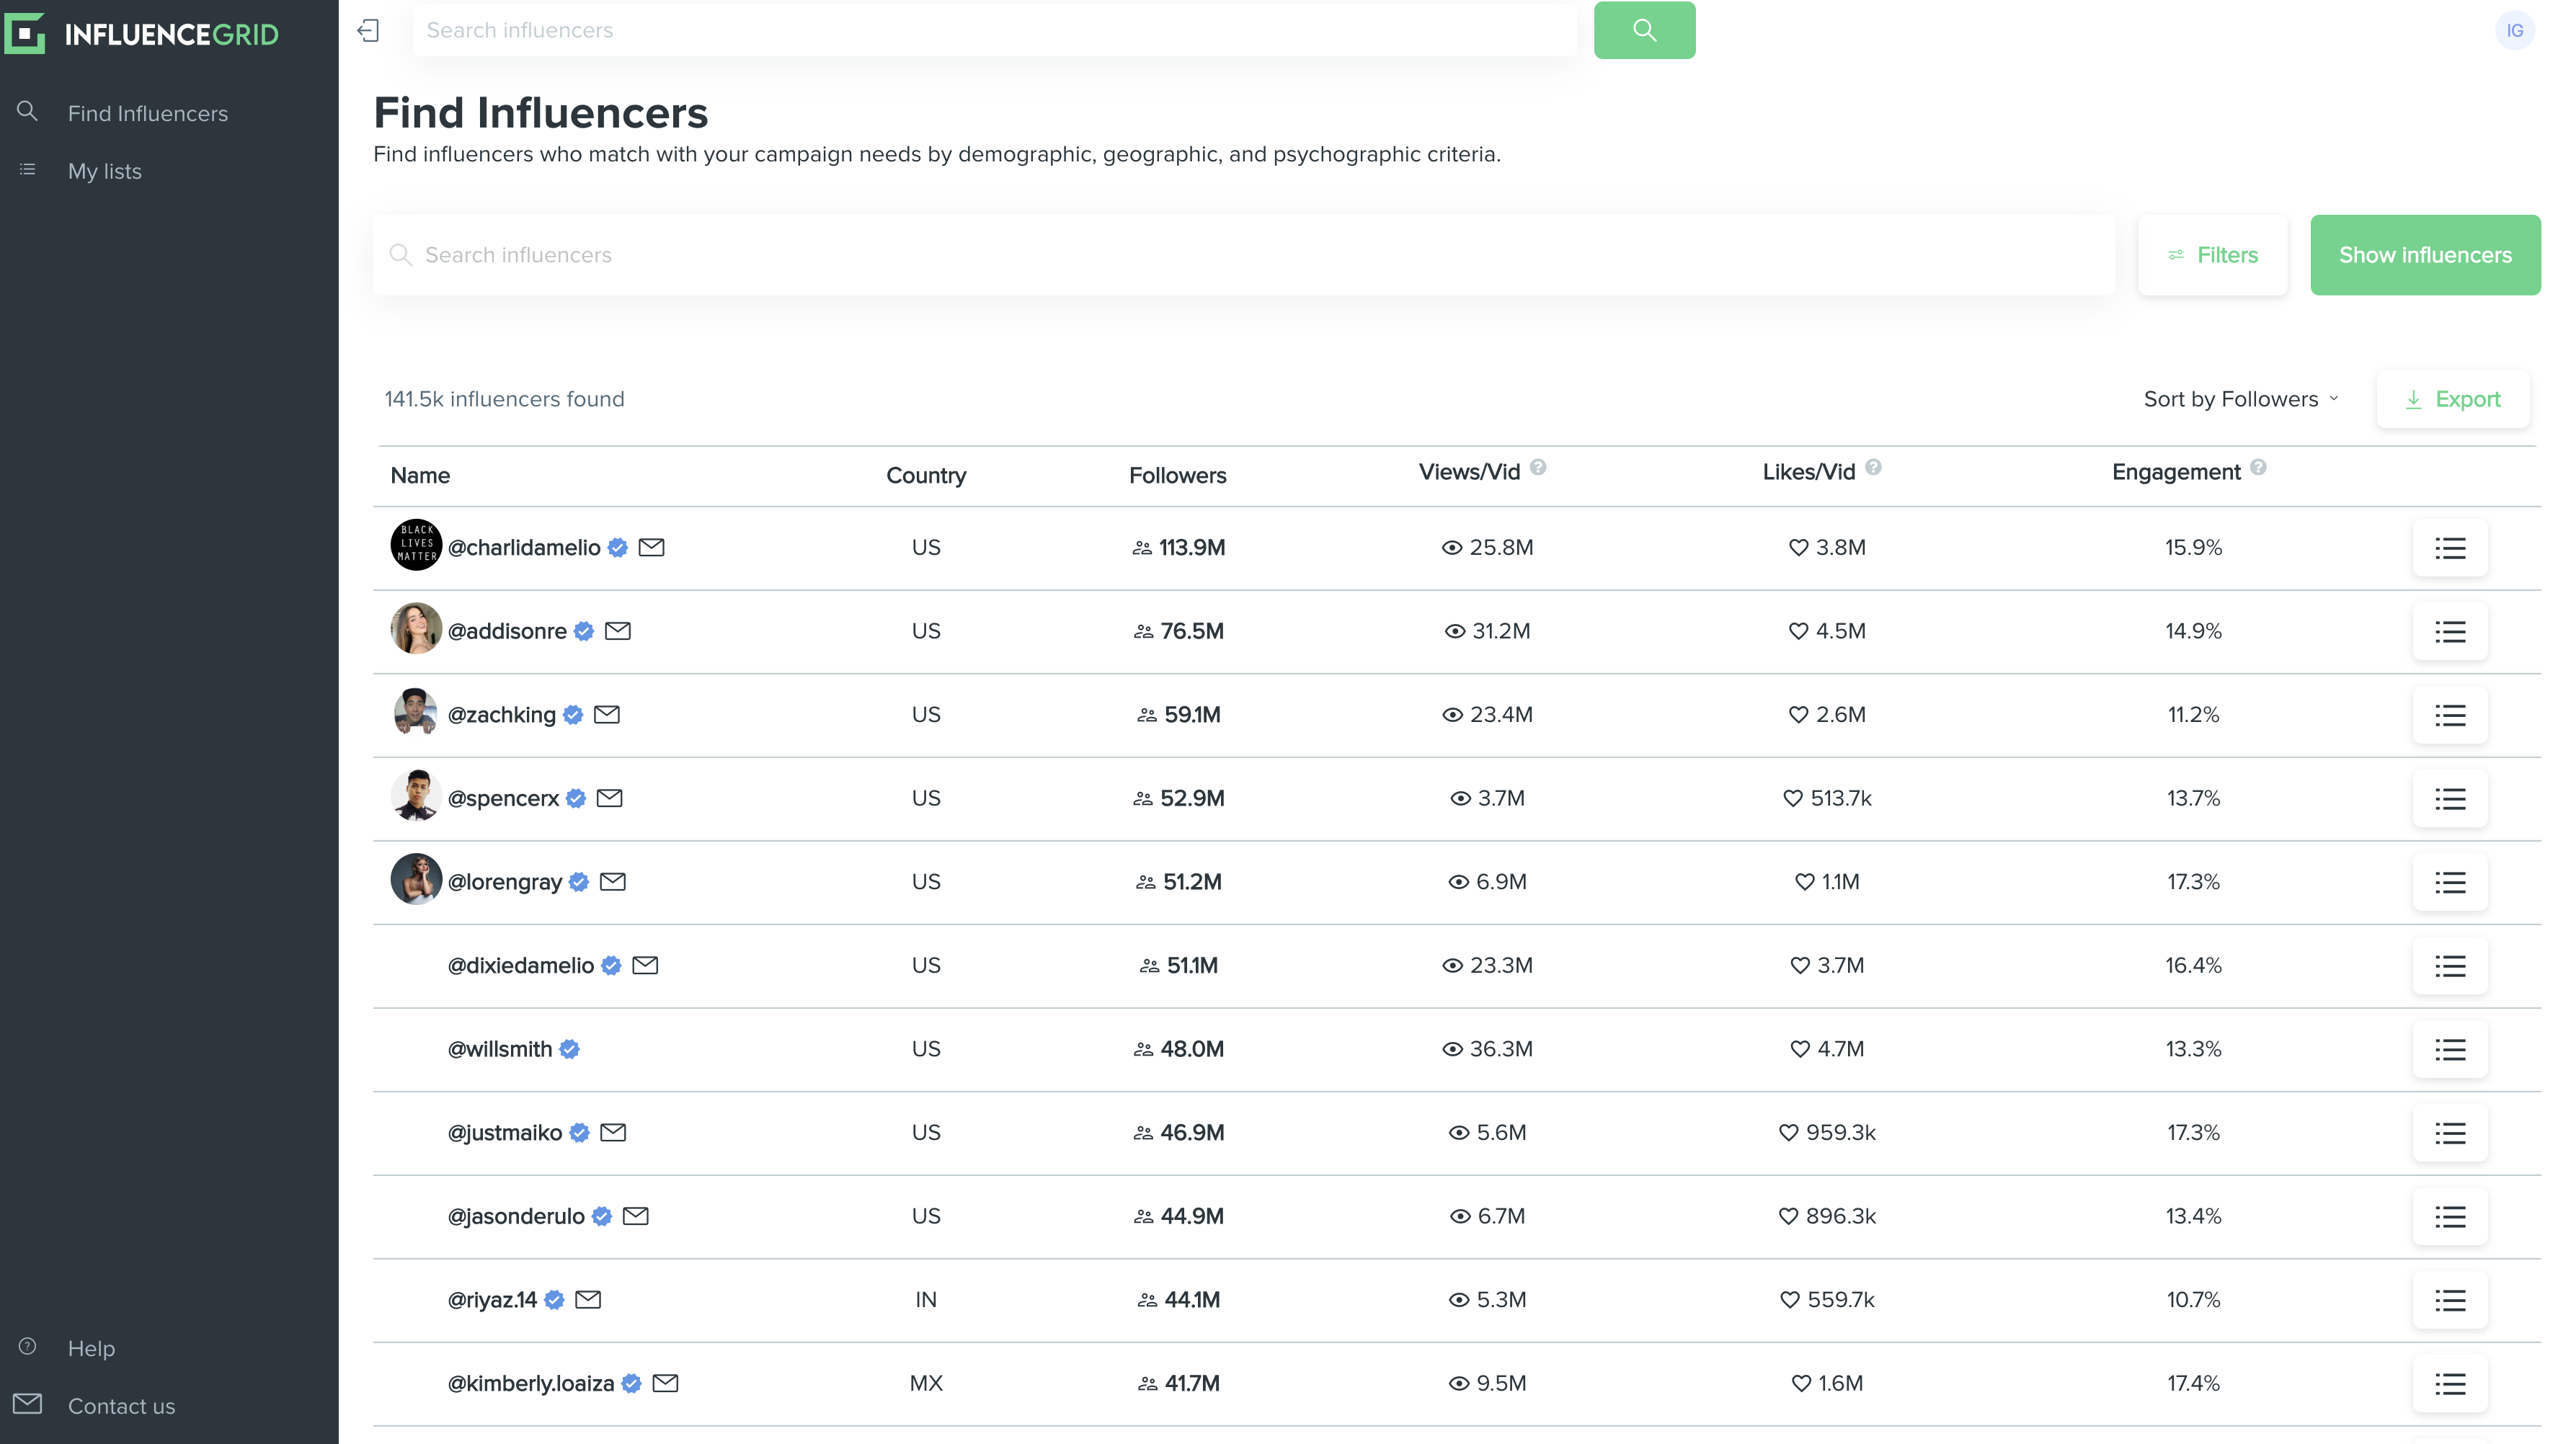 INFLUENCEGRID
Search influencers
IG
Find Influencers
My lists
Find Influencers
Find influencers who match with your campaign needs by demographic, geographic, and psychographic criteria.
Search influencers
Filters
Show influencers
141.5k influencers found
Sort by Followers
Export
Name Country Followers Views/Vid ? Likes/Vid ? Engagement ?
BLACK
LIVES
MATTER
@charlidamelio US 113.9M 25.8M 3.8M 15.9%
@addisonre US 76.5M 31.2M 4.5M 14.9%
@zachking US 59.1M 23.4M 2.6M 11.2%
@spencerx US 52.9M 3.7M 513.7k 13.7%
@lorengray US 51.2M 6.9M 1.1M 17.3%
@dixiedamelio US 51.1M 23.3M 3.7M 16.4%
@willsmith US 48.0M 36.3M 4.7M 13.3%
@justmaiko US 46.9M 5.6M 959.3k 17.3%
@jasonderulo US 44.9M 6.7M 896.3k 13.4%
@riyaz.14 IN 44.1M 5.3M 559.7k 10.7%
@kimberly.loaiza MX 41.7M 9.5M 1.6M 17.4%
Help
Contact us